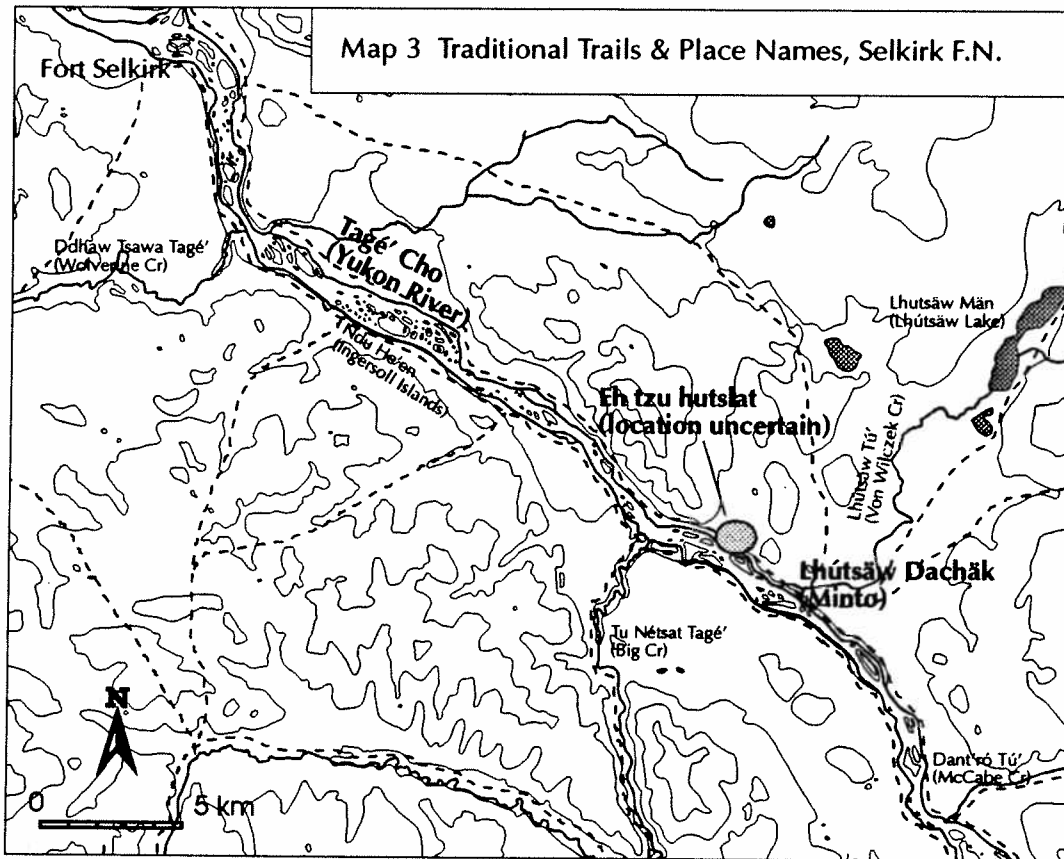 Map 3 Traditional Trails & Place Names, Selkirk F.N.
Fort Selkirk
Tagé' Cho
(Yukon River)
Ddhäw Tsawa Tagé'
(Wolverine Cr)
Lhutsäw Män
(Lhútsäw Lake)
(Ingersoll Islands)
Eh tzu hutslat
(location uncertain)
Lhútsäw Tú'
(Von Wilczek Cr)
Lhútsäw Dachäk
(Minto)
Tu Nétsat Tagé'
(Big Cr)
N
Dant'ró Tú'
(McCabe Cr)
0 5 km